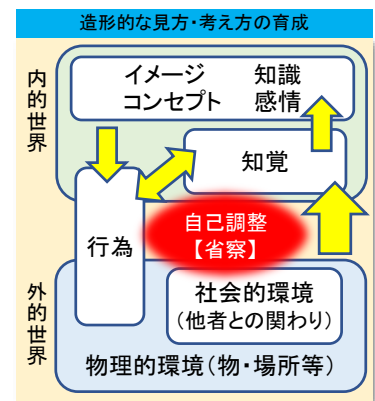 造形的な見方・考え方の育成
内的世界
イメージ　知識
コンセプト　感情
知覚
行為
自己調整
【省察】
外的世界
社会的環境
(他者との関わり)
物理的環境(物・場所等)